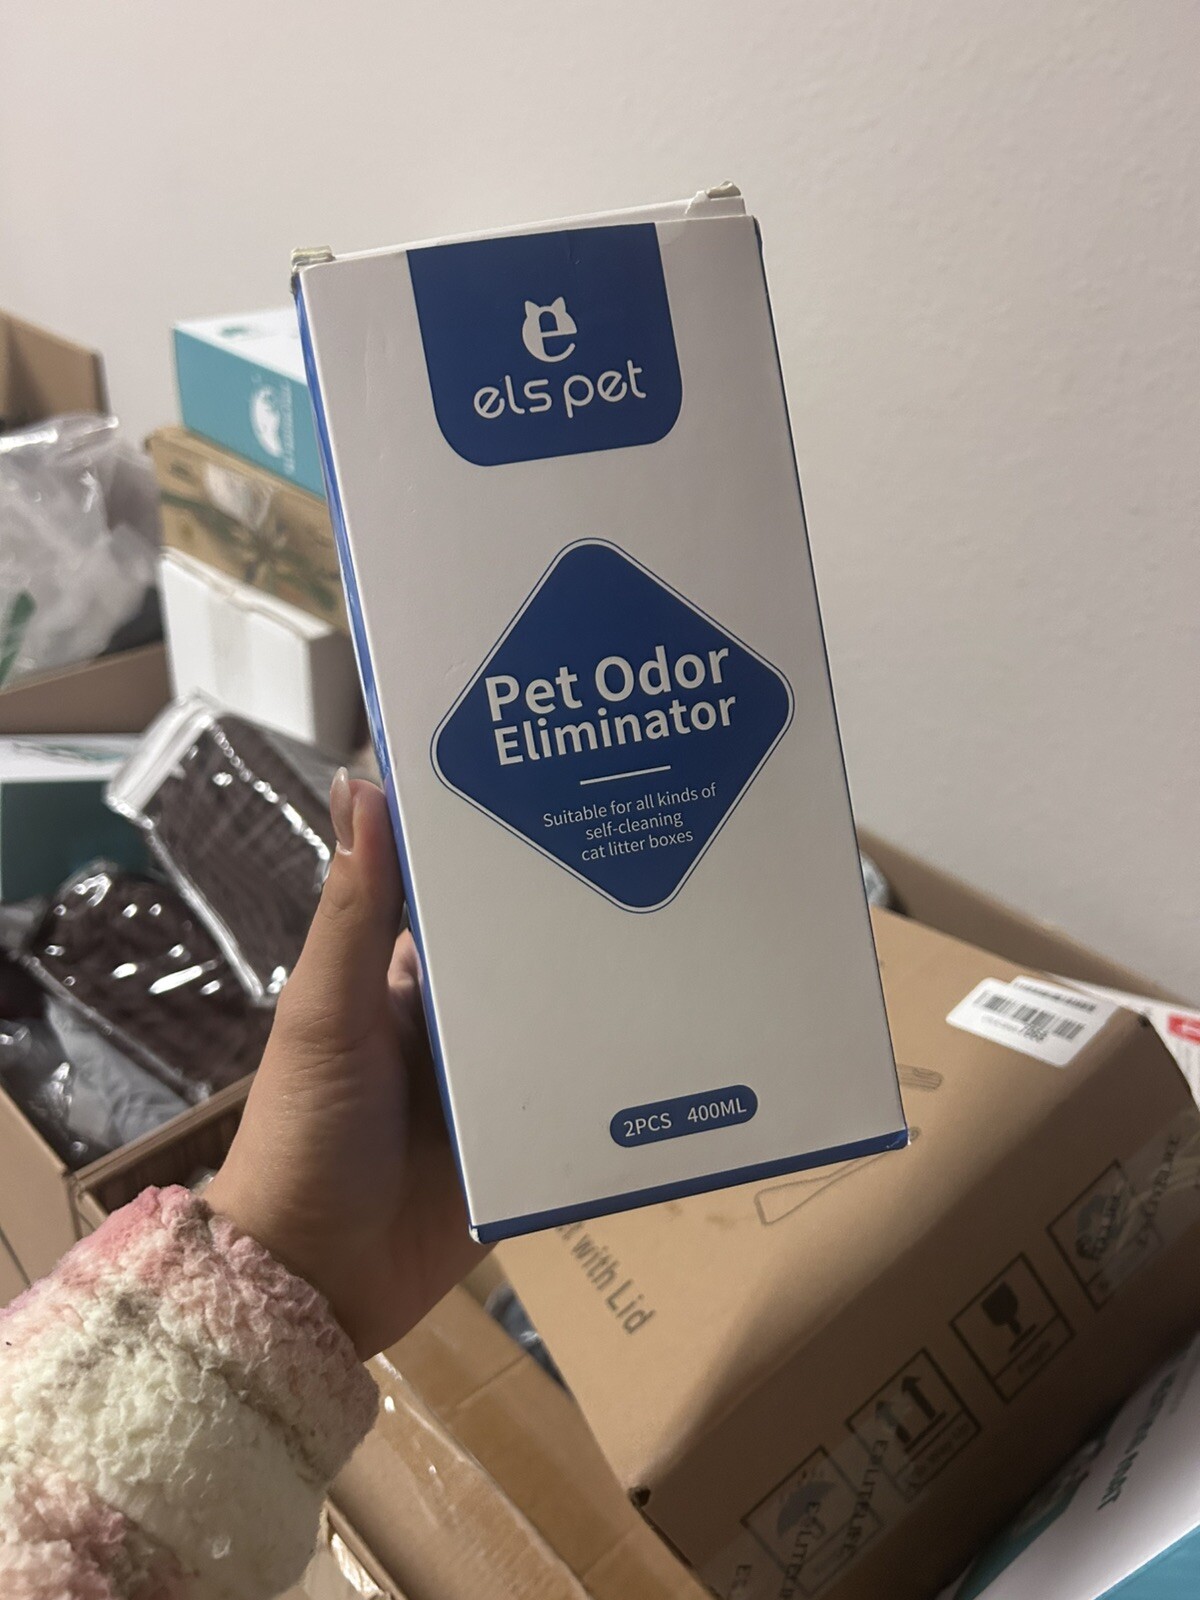 els pet
Pet Odor
Eliminator
Suitable for all kinds of
self-cleaning
cat litter boxes
2PCS 400ML
with Lid